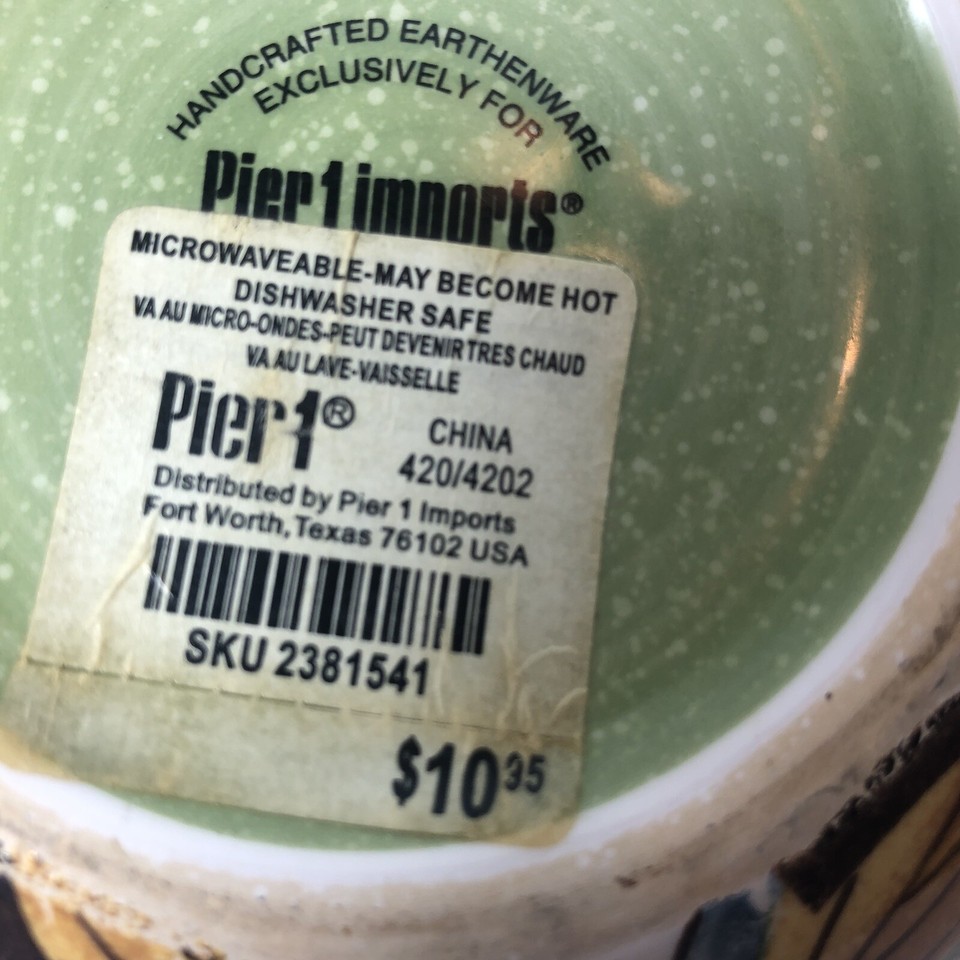 HANDCRAFTED EARTHENWARE
EXCLUSIVELY FOR
Pier 1 imports®
MICROWAVEABLE-MAY BECOME HOT
DISHWASHER SAFE
VA AU MICRO-ONDES-PEUT DEVENIR TRES CHAUD
VA AU LAVE-VAISSELLE
Pier 1® CHINA
420/4202
Distributed by Pier 1 Imports
Fort Worth, Texas 76102 USA
SKU 2381541
$10 95